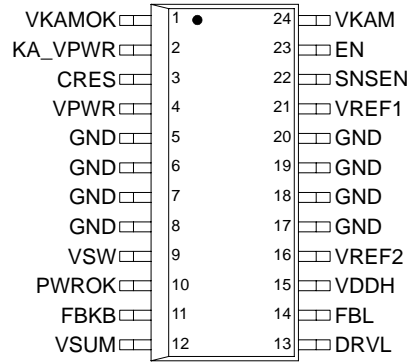 VKAMOK 1 24 VKAM
KA_VPWR 2 23 EN
CRES 3 22 SNSEN
VPWR 4 21 VREF1
GND 5 20 GND
GND 6 19 GND
GND 7 18 GND
GND 8 17 GND
VSW 9 16 VREF2
PWROK 10 15 VDDH
FBKB 11 14 FBL
VSUM 12 13 DRVL